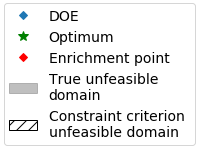 DOE
Optimum
Enrichment point
True unfeasible
domain
Constraint criterion
unfeasible domain